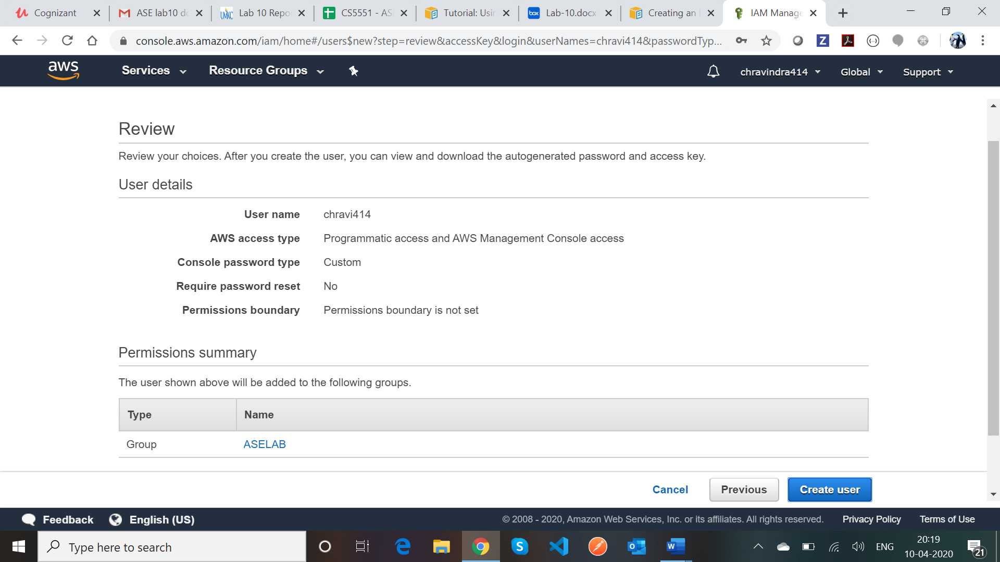 Cognizant
ASE lab10 do
Lab 10 Repo
CS5551 - AS
Tutorial: Usin
box
Lab-10.docx
Creating an
IAM Manage
console.aws.amazon.com/iam/home#/users$new?step=review&accessKey&login&userNames=chravi414&passwordTyp...
aws
Services
Resource Groups
chravindra414
Global
Support
Review
Review your choices. After you create the user, you can view and download the autogenerated password and access key.
User details
User name chravi414
AWS access type Programmatic access and AWS Management Console access
Console password type Custom
Require password reset No
Permissions boundary Permissions boundary is not set
Permissions summary
The user shown above will be added to the following groups.
Type Name
Group ASELAB
Cancel Previous Create user
Feedback English (US) © 2008 - 2020, Amazon Web Services, Inc. or its affiliates. All rights reserved. Privacy Policy Terms of Use
Type here to search
ENG
20:19
10-04-2020
21